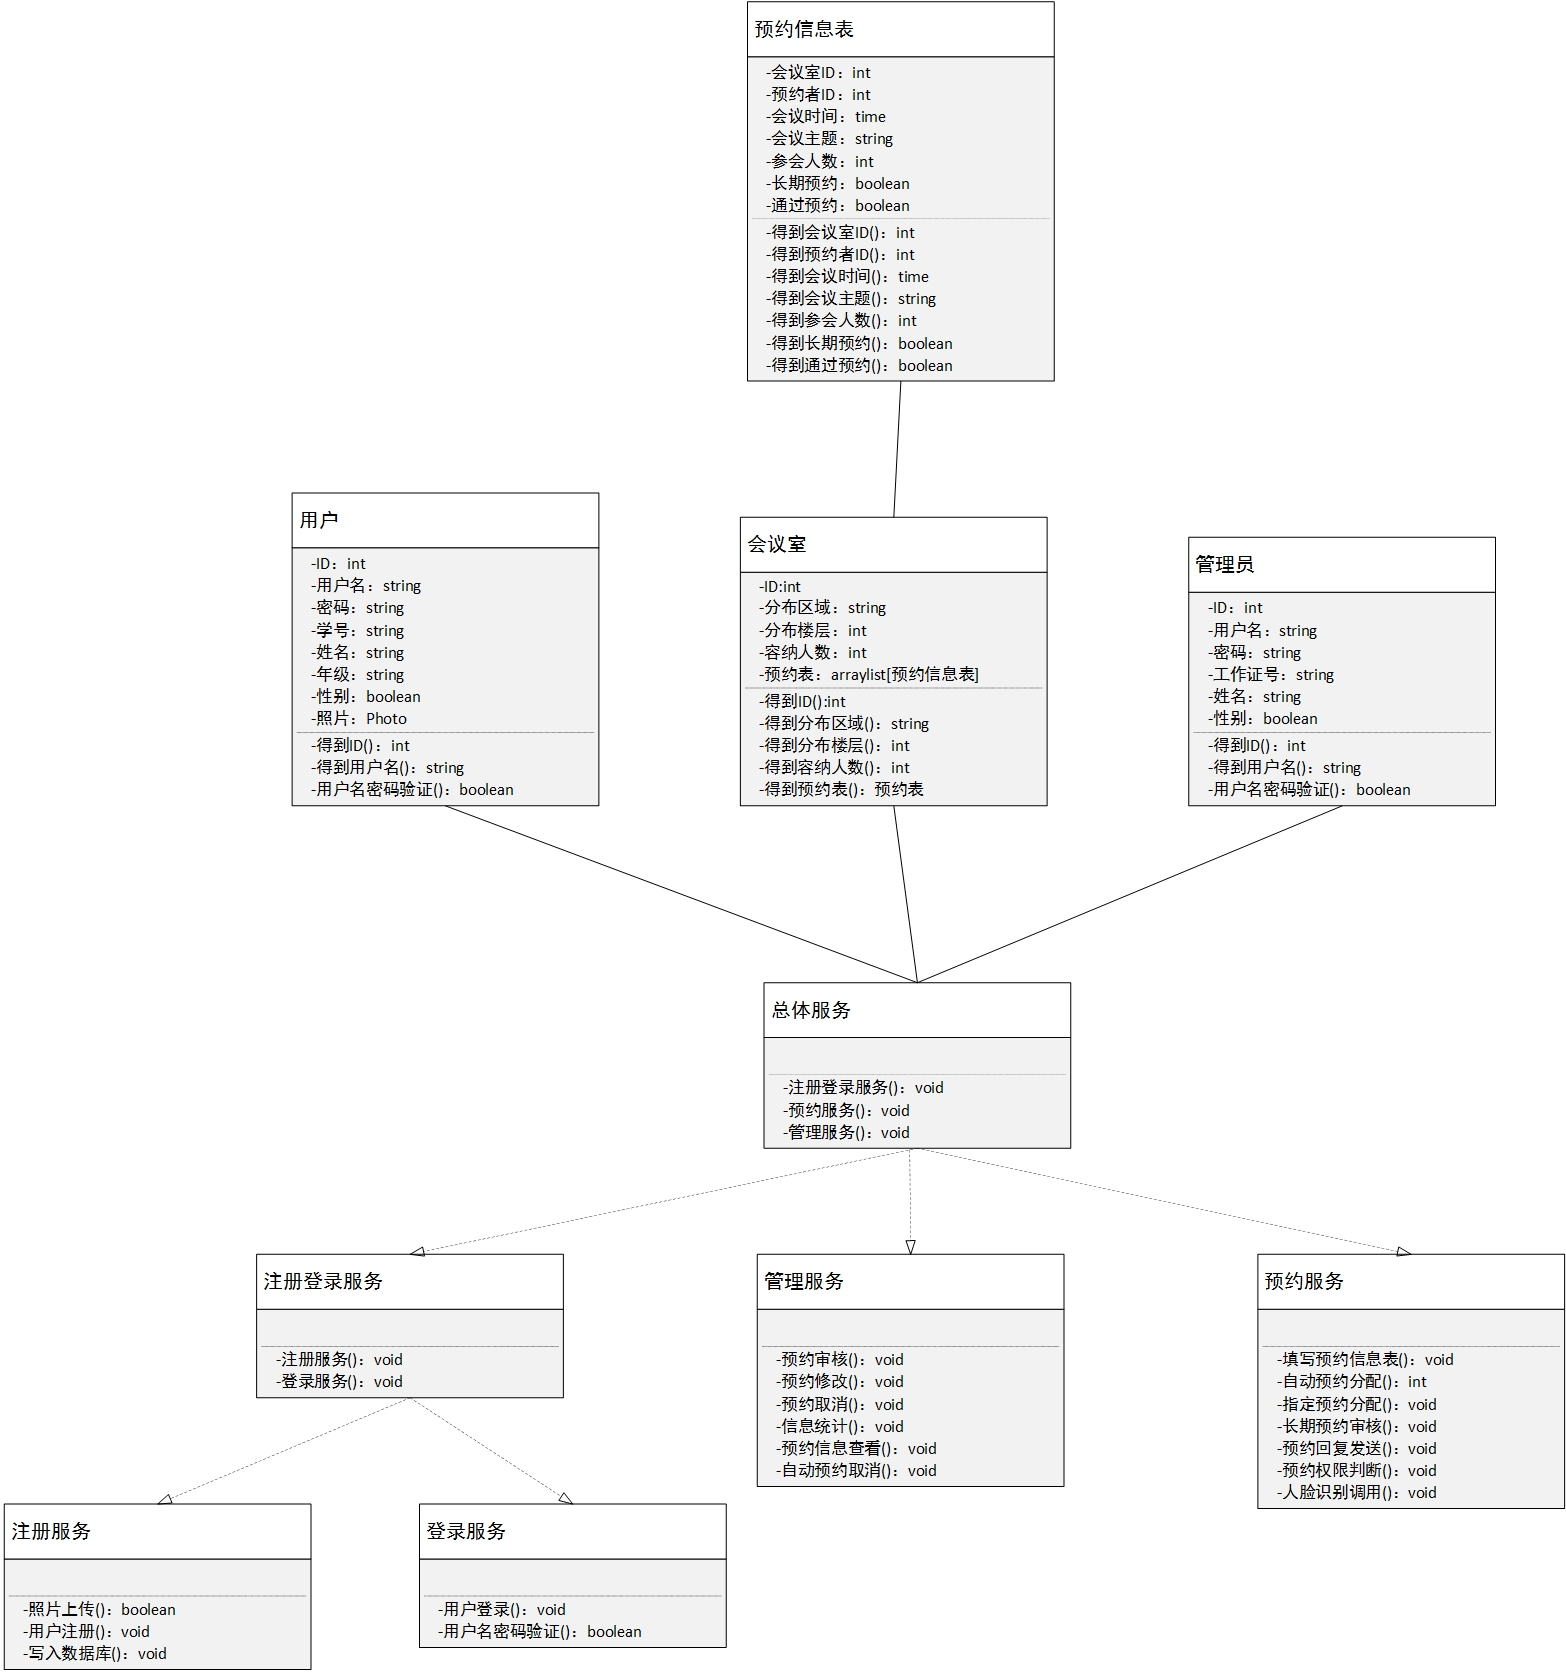 预约信息表
-会议室ID：int
-预约者ID：int
-会议时间：time
-会议主题：string
-参会人数：int
-长期预约：boolean
-通过预约：boolean
-得到会议室ID()：int
-得到预约者ID()：int
-得到会议时间()：time
-得到会议主题()：string
-得到参会人数()：int
-得到长期预约()：boolean
-得到通过预约()：boolean
用户
-ID：int
-用户名：string
-密码：string
-学号：string
-姓名：string
-年级：string
-性别：boolean
-照片：Photo
-得到ID()：int
-得到用户名()：string
-用户名密码验证()：boolean
会议室
-ID:int
-分布区域：string
-分布楼层：int
-容纳人数：int
-预约表：arraylist[预约信息表]
-得到ID():int
-得到分布区域()：string
-得到分布楼层()：int
-得到容纳人数()：int
-得到预约表()：预约表
管理员
-ID：int
-用户名：string
-密码：string
-工作证号：string
-姓名：string
-性别：boolean
-得到ID()：int
-得到用户名()：string
-用户名密码验证()：boolean
总体服务
-注册登录服务()：void
-预约服务()：void
-管理服务()：void
注册登录服务
-注册服务()：void
-登录服务()：void
管理服务
-预约审核()：void
-预约修改()：void
-预约取消()：void
-信息统计()：void
-预约信息查看()：void
-自动预约取消()：void
预约服务
-填写预约信息表()：void
-自动预约分配()：int
-指定预约分配()：void
-长期预约审核()：void
-预约回复发送()：void
-预约权限判断()：void
-人脸识别调用()：void
注册服务
-照片上传()：boolean
-用户注册()：void
-写入数据库()：void
登录服务
-用户登录()：void
-用户名密码验证()：boolean